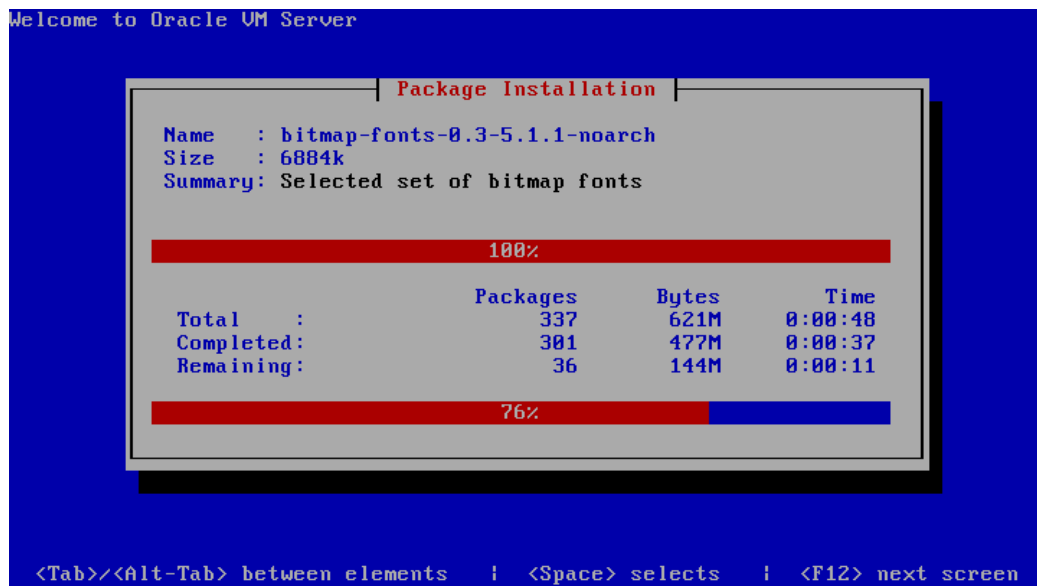 Welcome to Oracle VM Server
Package Installation
Name : bitmap-fonts-0.3-5.1.1-noarch
Size : 6884k
Summary: Selected set of bitmap fonts
100%
Packages Bytes Time
Total : 337 621M 0:00:48
Completed: 301 477M 0:00:37
Remaining: 36 144M 0:00:11
76%
<Tab>/<Alt-Tab> between elements | <Space> selects | <F12> next screen